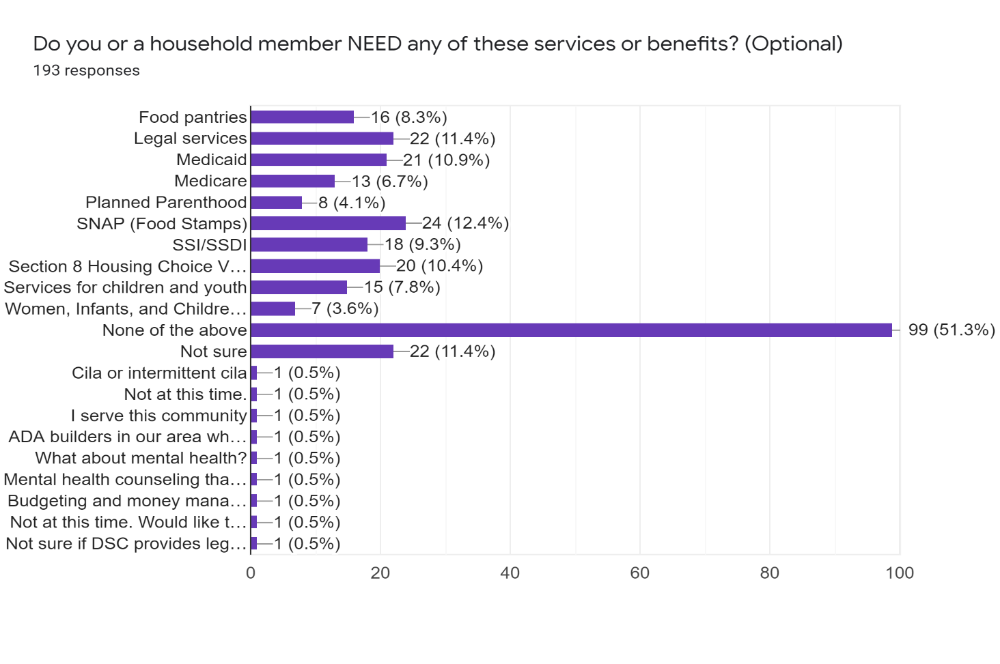 Do you or a household member NEED any of these services or benefits? (Optional)
193 responses
Food pantries 16 (8.3%)
Legal services 22 (11.4%)
Medicaid 21 (10.9%)
Medicare 13 (6.7%)
Planned Parenthood 8 (4.1%)
SNAP (Food Stamps) 24 (12.4%)
SSI/SSDI 18 (9.3%)
Section 8 Housing Choice V… 20 (10.4%)
Services for children and youth 15 (7.8%)
Women, Infants, and Childre… 7 (3.6%)
None of the above 99 (51.3%)
Not sure 22 (11.4%)
Cila or intermittent cila 1 (0.5%)
Not at this time. 1 (0.5%)
I serve this community 1 (0.5%)
ADA builders in our area wh… 1 (0.5%)
What about mental health? 1 (0.5%)
Mental health counseling tha… 1 (0.5%)
Budgeting and money mana… 1 (0.5%)
Not at this time. Would like t… 1 (0.5%)
Not sure if DSC provides leg… 1 (0.5%)
0 20 40 60 80 100